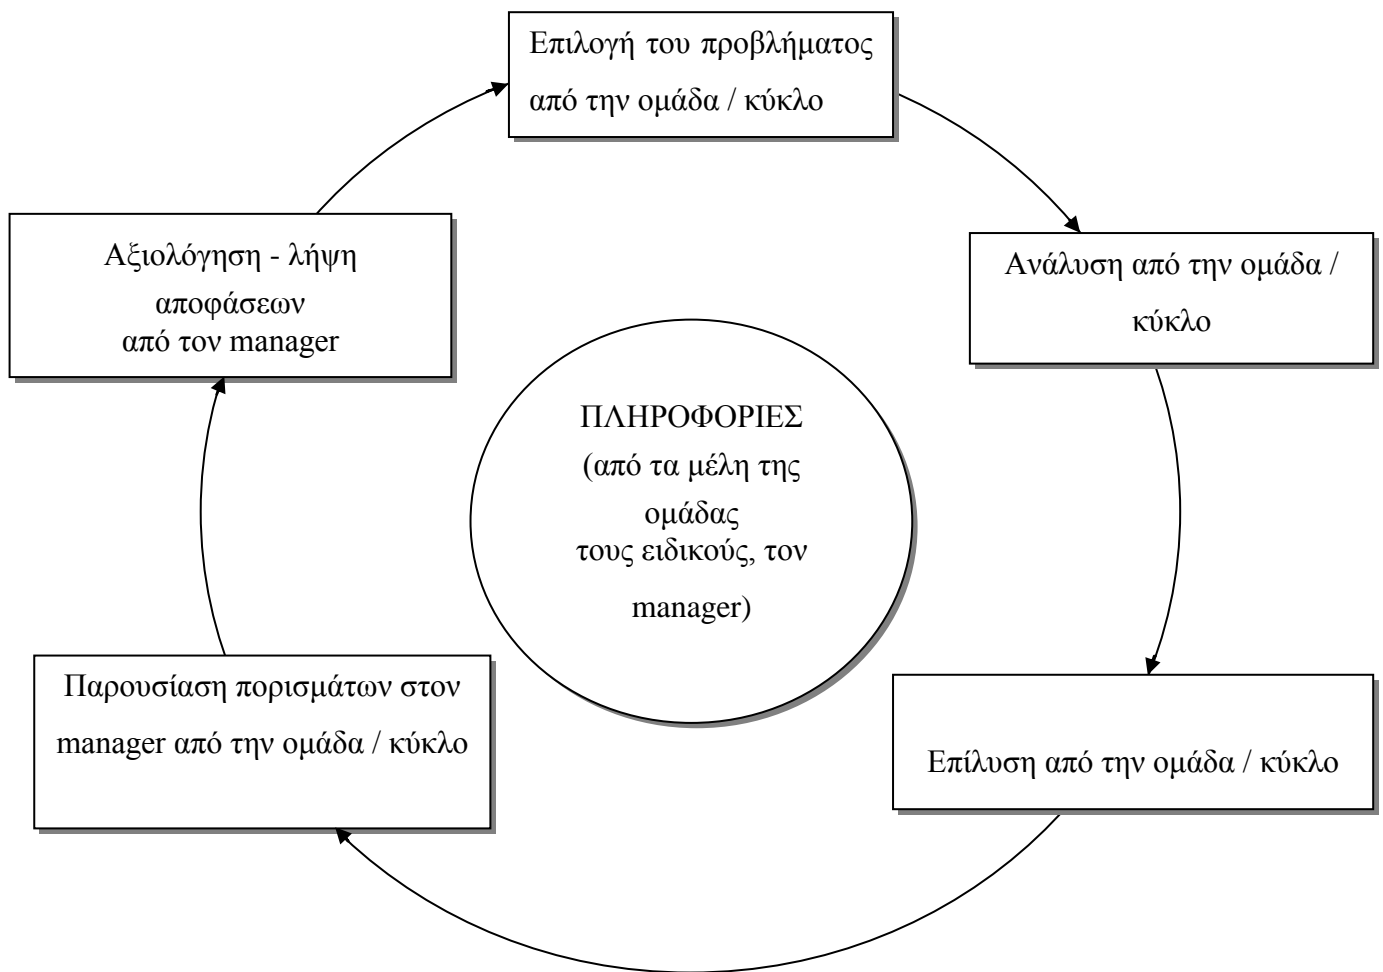 Επιλογή του προβλήματος
από την ομάδα / κύκλο
Ανάλυση από την ομάδα /
κύκλο
Επίλυση από την ομάδα / κύκλο
Παρουσίαση πορισμάτων στον
manager από την ομάδα / κύκλο
Αξιολόγηση - λήψη
αποφάσεων
από τον manager
ΠΛΗΡΟΦΟΡΙΕΣ
(από τα μέλη της
ομάδας
τους ειδικούς, τον
manager)